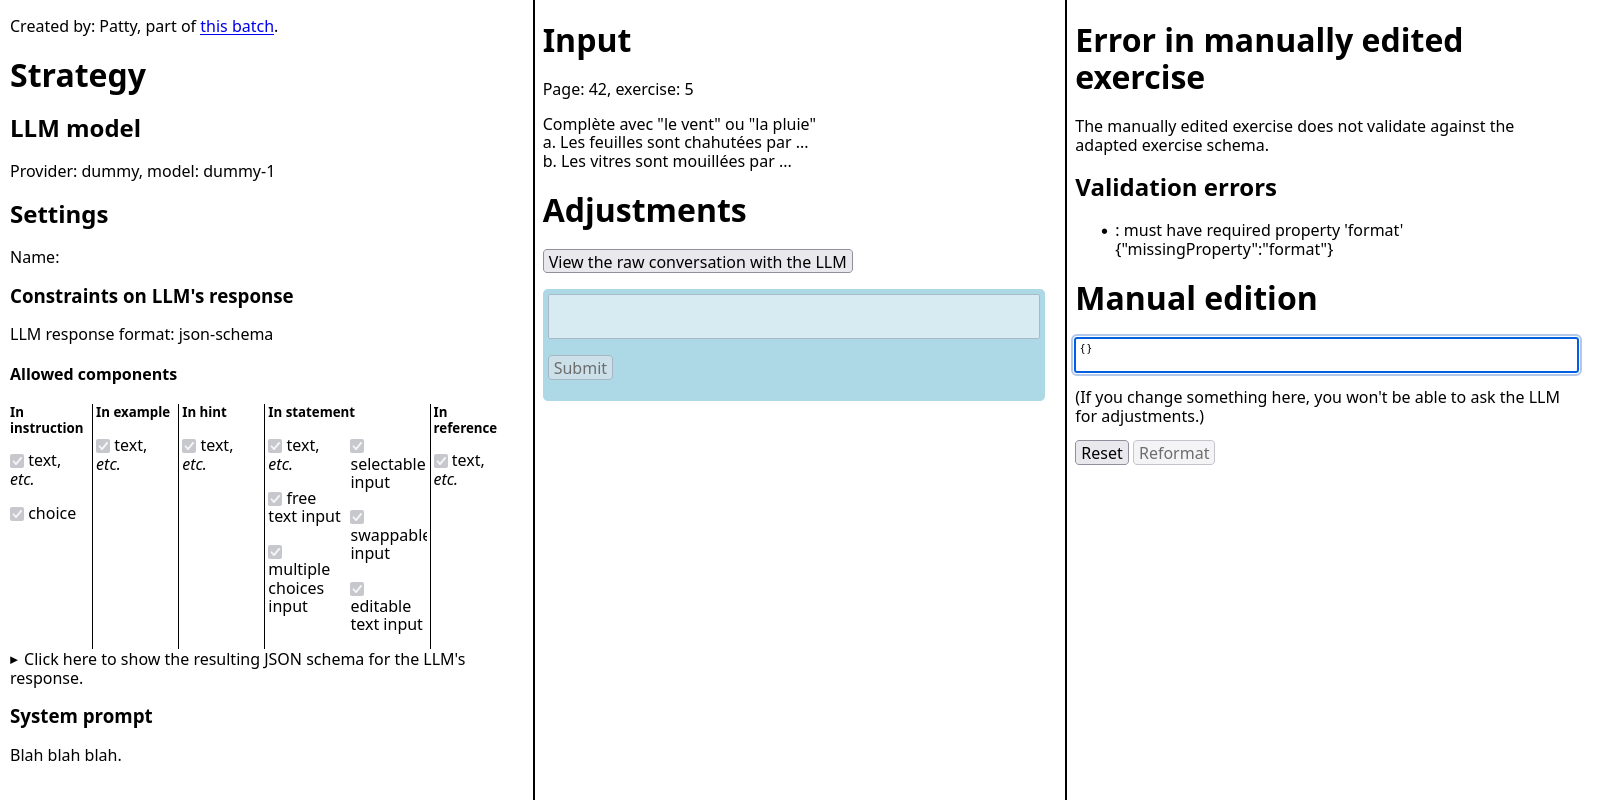 Created by: Patty, part of this batch.
Strategy
LLM model
Provider: dummy, model: dummy-1
Settings
Name:
Constraints on LLM's response
LLM response format: json-schema
Allowed components
In
instruction
text,
etc.
choice
In example
text,
etc.
In hint
text,
etc.
In statement
text,
etc.
free
text input
multiple
choices
input
selectable
input
swappable
input
editable
text input
In
reference
text,
etc.
Click here to show the resulting JSON schema for the LLM's
response.
System prompt
Blah blah blah.
Input
Page: 42, exercise: 5
Complète avec "le vent" ou "la pluie"
a. Les feuilles sont chahutées par ...
b. Les vitres sont mouillées par ...
Adjustments
View the raw conversation with the LLM
Submit
Error in manually edited
exercise
The manually edited exercise does not validate against the
adapted exercise schema.
Validation errors
: must have required property 'format'
{"missingProperty":"format"}
Manual edition
{}
(If you change something here, you won't be able to ask the LLM
for adjustments.)
Reset Reformat